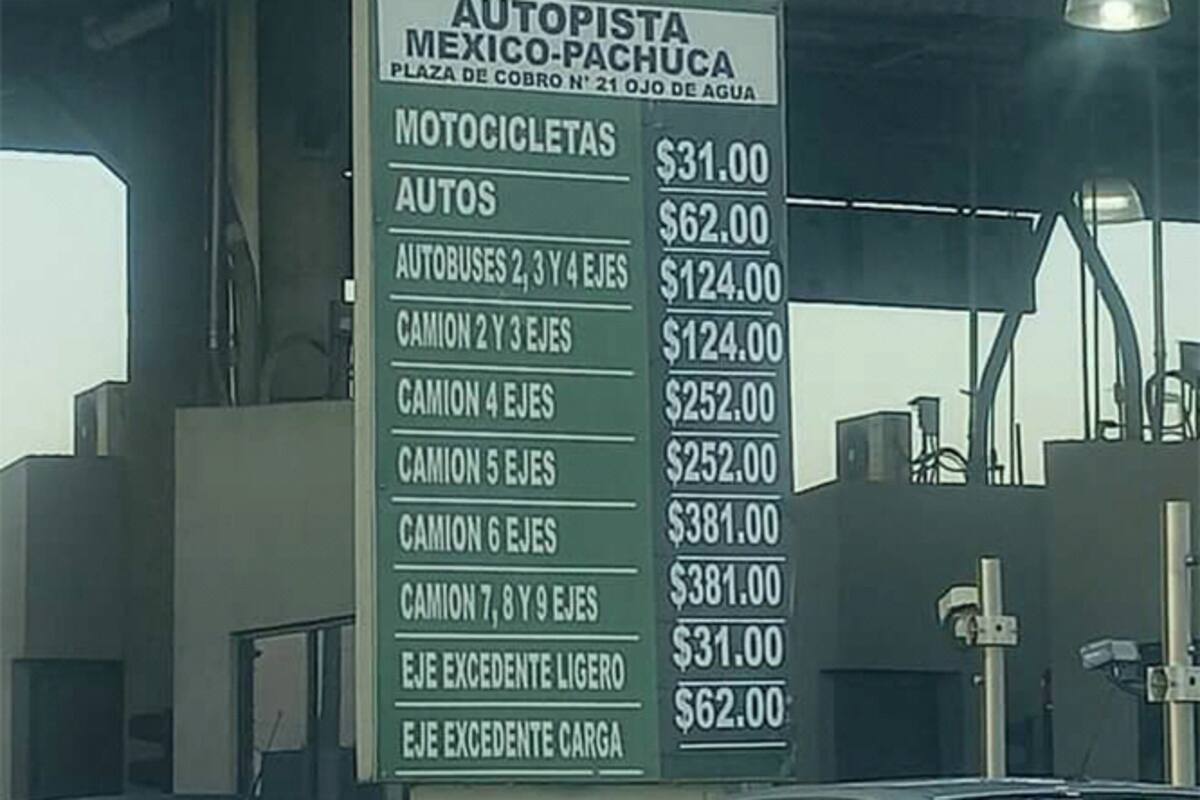 AUTOPISTA
MEXICO-PACHUCA
PLAZA DE COBRO N° 21 OJO DE AGUA
MOTOCICLETAS $31.00
AUTOS $62.00
AUTOBUSES 2, 3 Y 4 EJES $124.00
CAMION 2 Y 3 EJES $124.00
CAMION 4 EJES $252.00
CAMION 5 EJES $252.00
CAMION 6 EJES $381.00
CAMION 7, 8 Y 9 EJES $381.00
EJE EXCEDENTE LIGERO $31.00
EJE EXCEDENTE CARGA $62.00